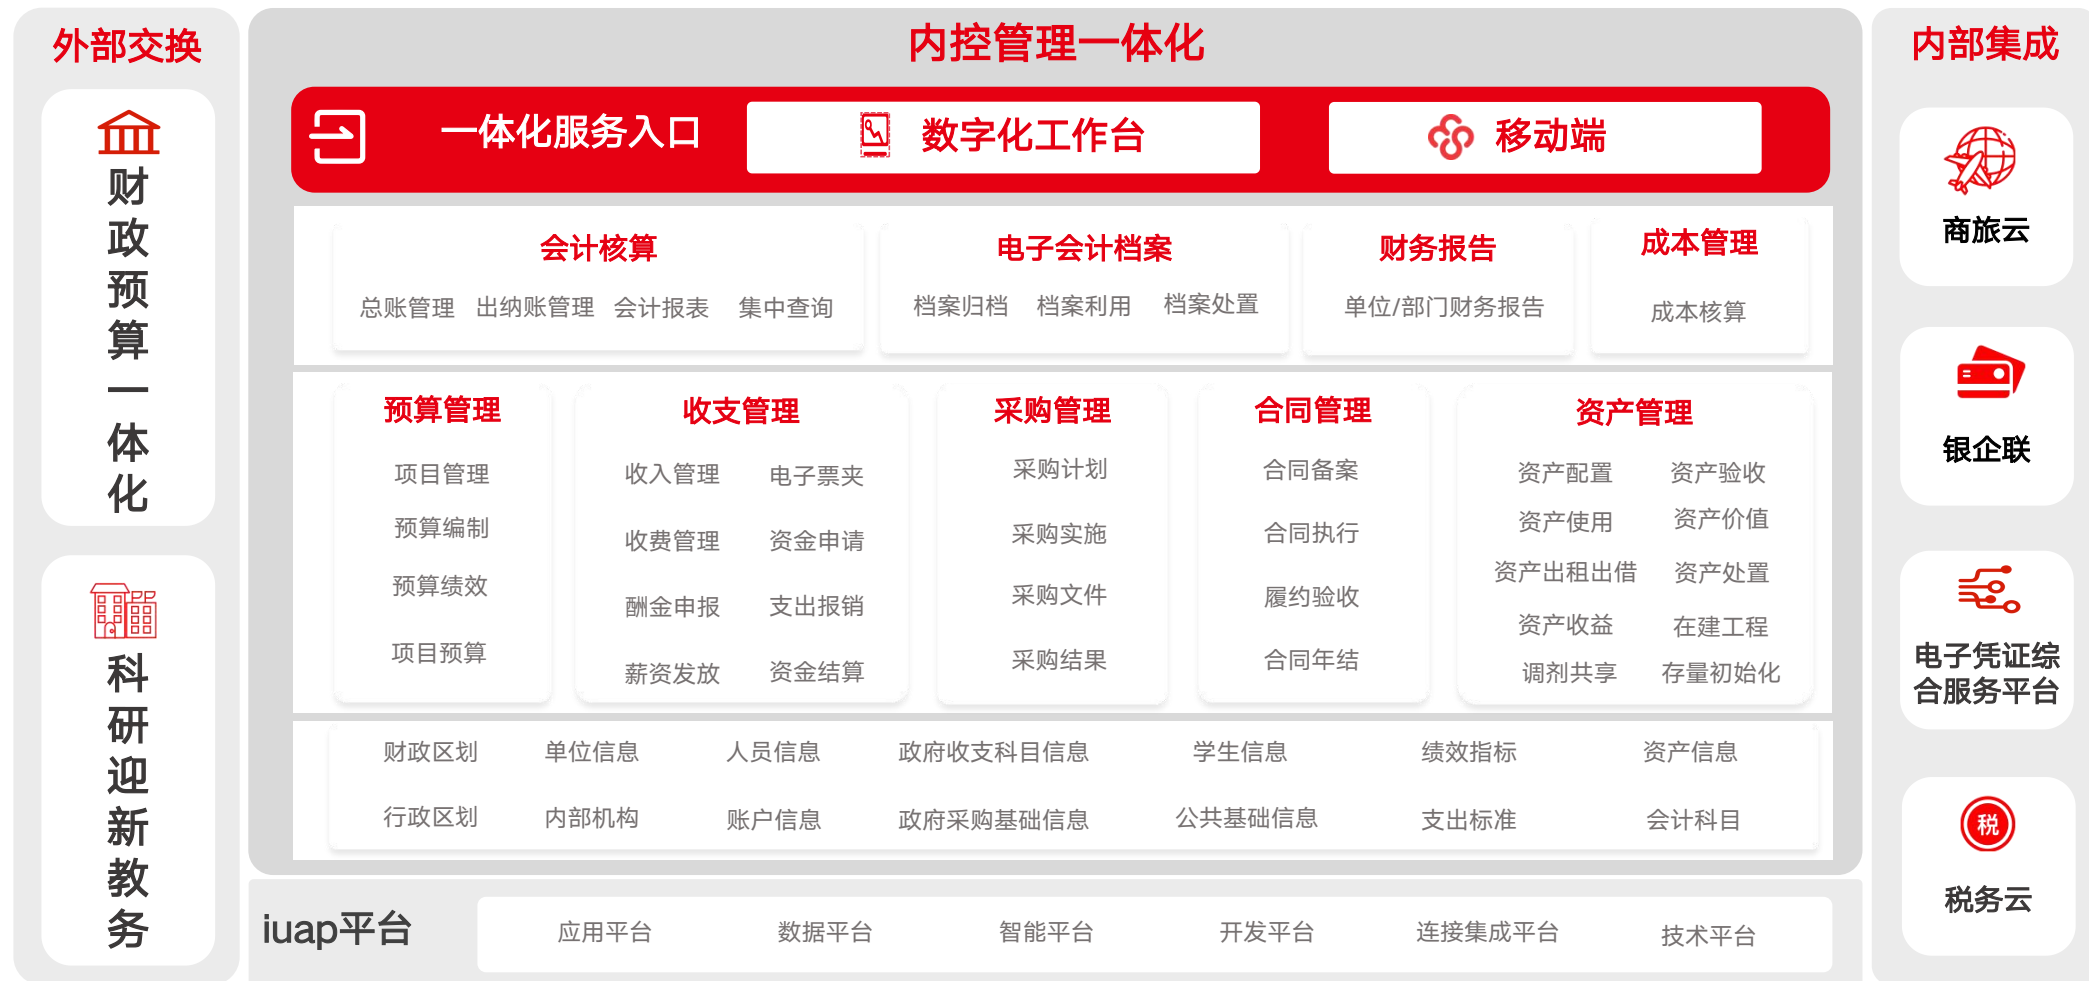 外部交换
财政预算一体化
科研迎新教务
内控管理一体化
一体化服务入口
数字化工作台
移动端
会计核算
总账管理 出纳账管理 会计报表 集中查询
电子会计档案
档案归档 档案利用 档案处置
财务报告
单位/部门财务报告
成本管理
成本核算
预算管理
项目管理
预算编制
预算绩效
项目预算
收支管理
收入管理 电子票夹
收费管理 资金申请
酬金申报 支出报销
薪资发放 资金结算
采购管理
采购计划
采购实施
采购文件
采购结果
合同管理
合同备案
合同执行
履约验收
合同年结
资产管理
资产配置 资产验收
资产使用 资产价值
资产出租出借 资产处置
资产收益 在建工程
调剂共享 存量初始化
财政区划 单位信息 人员信息 政府收支科目信息 学生信息 绩效指标 资产信息
行政区划 内部机构 账户信息 政府采购基础信息 公共基础信息 支出标准 会计科目
iuap平台
应用平台 数据平台 智能平台 开发平台 连接集成平台 技术平台
内部集成
商旅云
银企联
电子凭证综
合服务平台
税
税务云